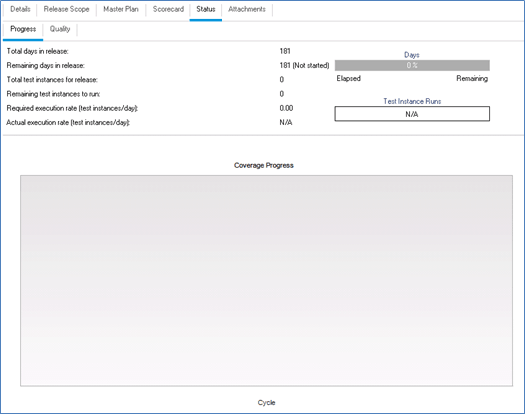 Details Release Scope Master Plan Scorecard Status Attachments
Progress Quality
Total days in release: 181
Remaining days in release: 181 (Not started)
Total test instances for release: 0
Remaining test instances to run: 0
Required execution rate (test instances/day): 0.00
Actual execution rate (test instances/day): N/A
Days
0 %
Elapsed Remaining
Test Instance Runs
N/A
Coverage Progress
Cycle